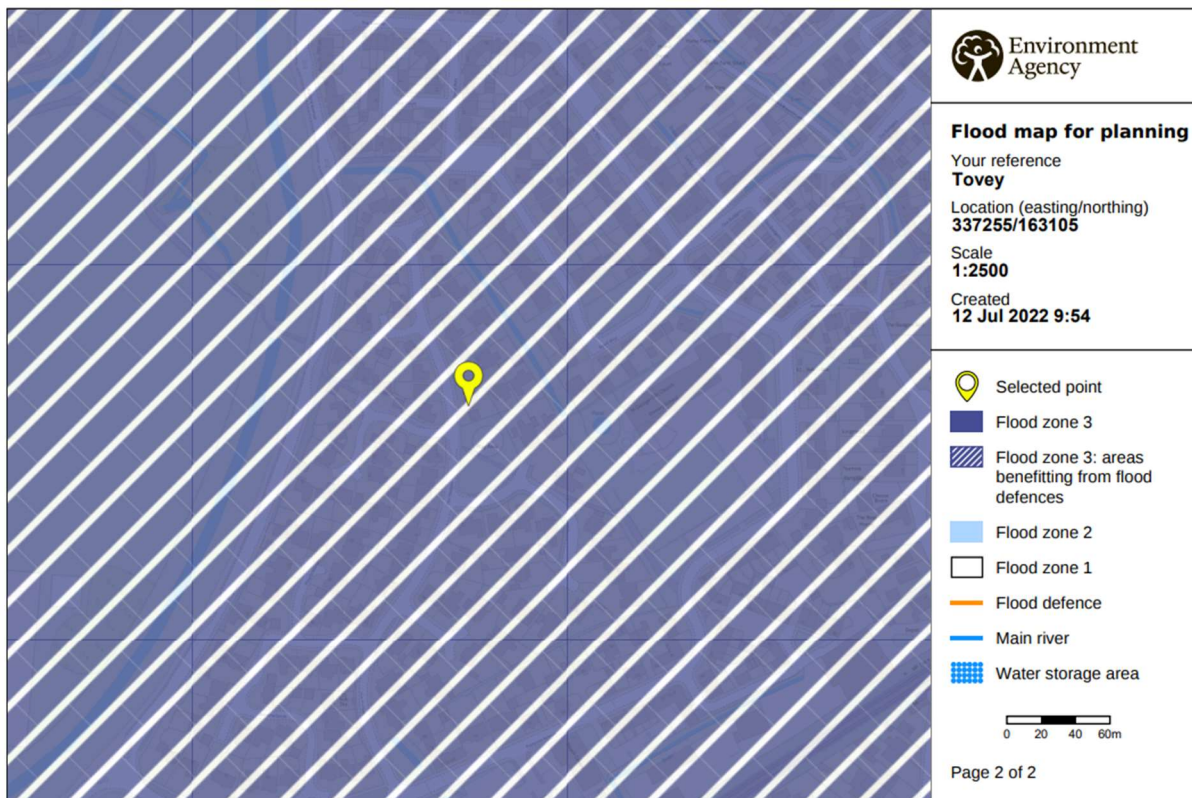 Environment
Agency
Flood map for planning
Your reference
Tovey
Location (easting/northing)
337255/163105
Scale
1:2500
Created
12 Jul 2022 9:54
Selected point
Flood zone 3
Flood zone 3: areas
benefitting from flood
defences
Flood zone 2
Flood zone 1
Flood defence
Main river
Water storage area
0 20 40 60m
Page 2 of 2